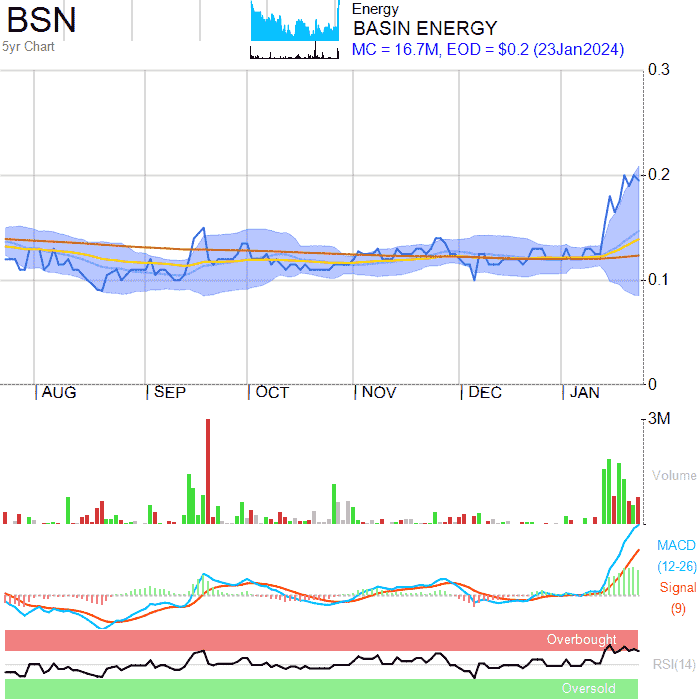 BSN
5yr Chart
Energy
BASIN ENERGY
MC = 16.7M, EOD = $0.2 (23Jan2024)
0.3
0.2
0.1
0
AUG SEP OCT NOV DEC JAN
3M
Volume
MACD
(12-26)
Signal
(9)
Overbought
RSI(14)
Oversold